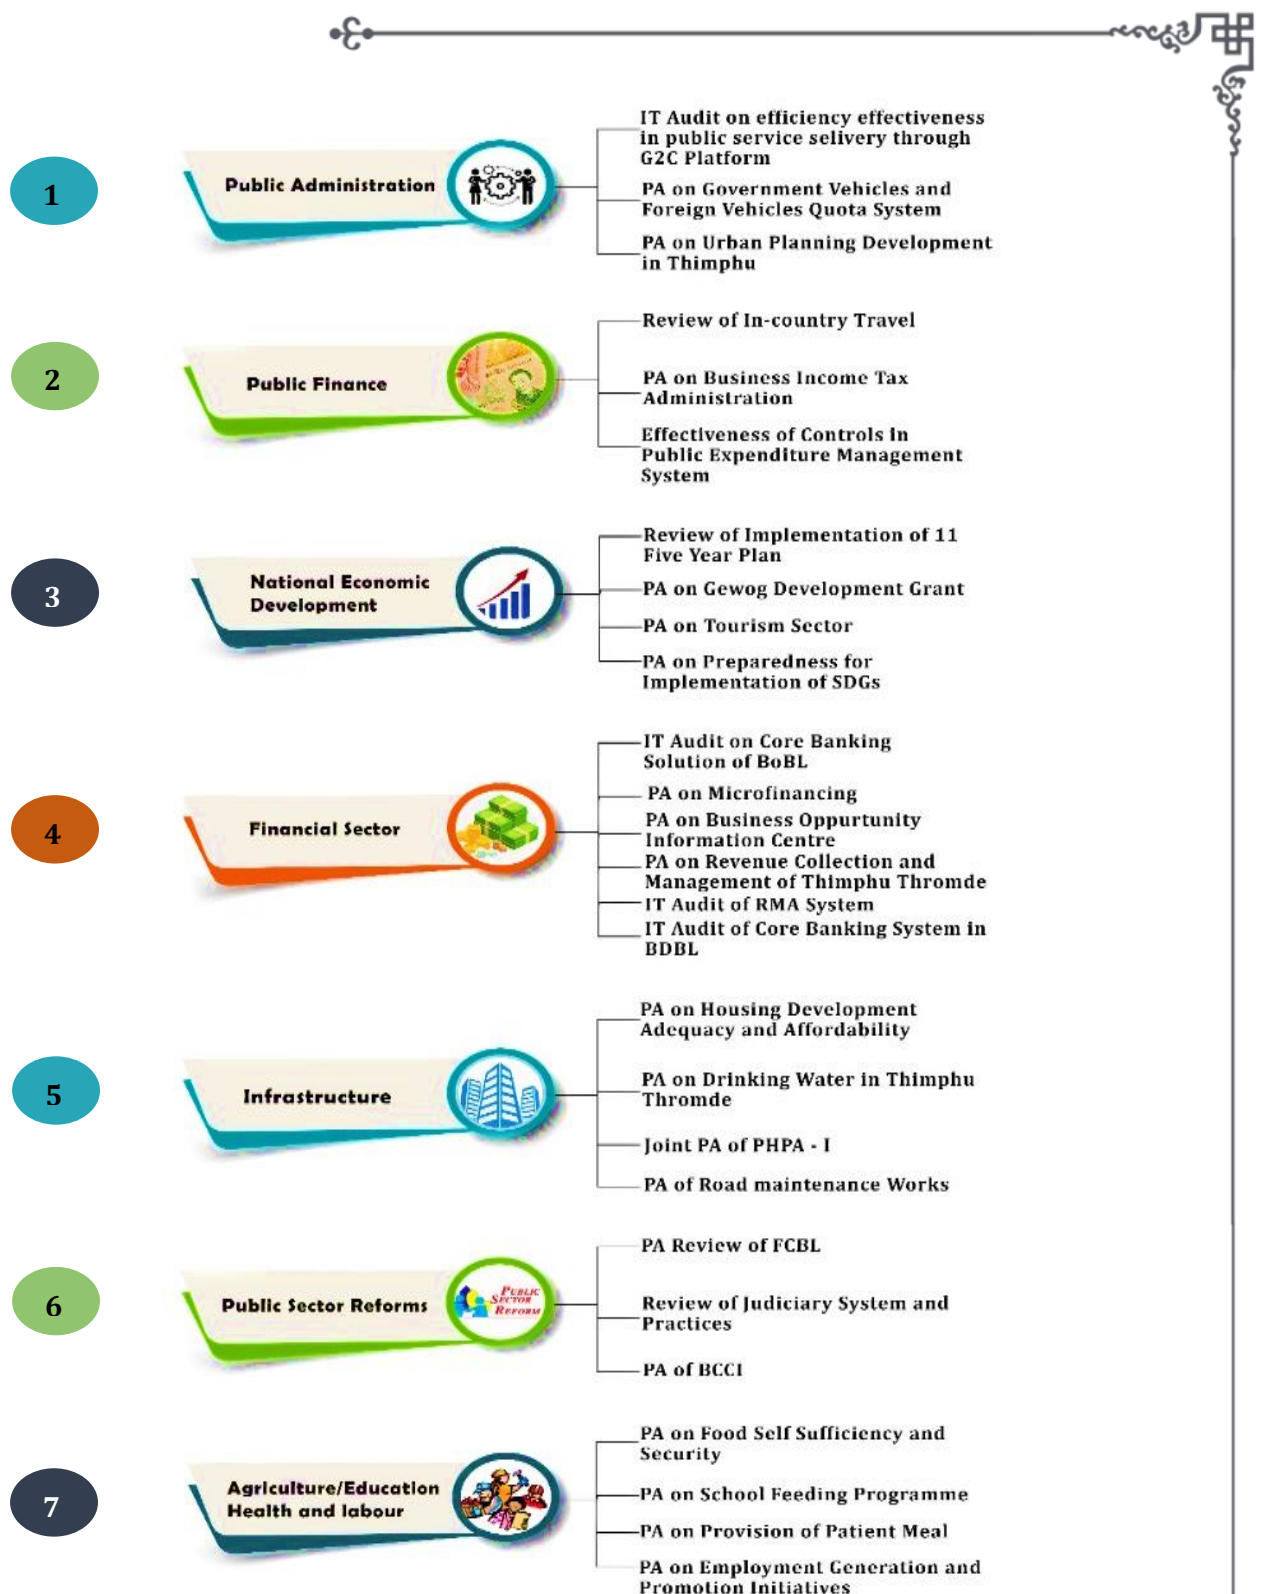 1
Public Administration
IT Audit on efficiency effectiveness
in public service selivery through
G2C Platform
PA on Government Vehicles and
Foreign Vehicles Quota System
PA on Urban Planning Development
in Thimphu
2
Public Finance
Review of In-country Travel
PA on Business Income Tax
Administration
Effectiveness of Controls in
Public Expenditure Management
System
3
National Economic
Development
Review of Implementation of 11
Five Year Plan
PA on Gewog Development Grant
PA on Tourism Sector
PA on Preparedness for
Implementation of SDGs
4
Financial Sector
IT Audit on Core Banking
Solution of BoBL
PA on Microfinancing
PA on Business Oppurtunity
Information Centre
PA on Revenue Collection and
Management of Thimphu Thromde
IT Audit of RMA System
IT Audit of Core Banking System in
BDBL
5
Infrastructure
PA on Housing Development
Adequacy and Affordability
PA on Drinking Water in Thimphu
Thromde
Joint PA of PHPA - I
PA of Road maintenance Works
6
Public Sector Reforms
PUBLIC
SECTOR
REFORM
PA Review of FCBL
Review of Judiciary System and
Practices
PA of BCCI
7
Agriculture/Education
Health and labour
PA on Food Self Sufficiency and
Security
PA on School Feeding Programme
PA on Provision of Patient Meal
PA on Employment Generation and
Promotion Initiatives